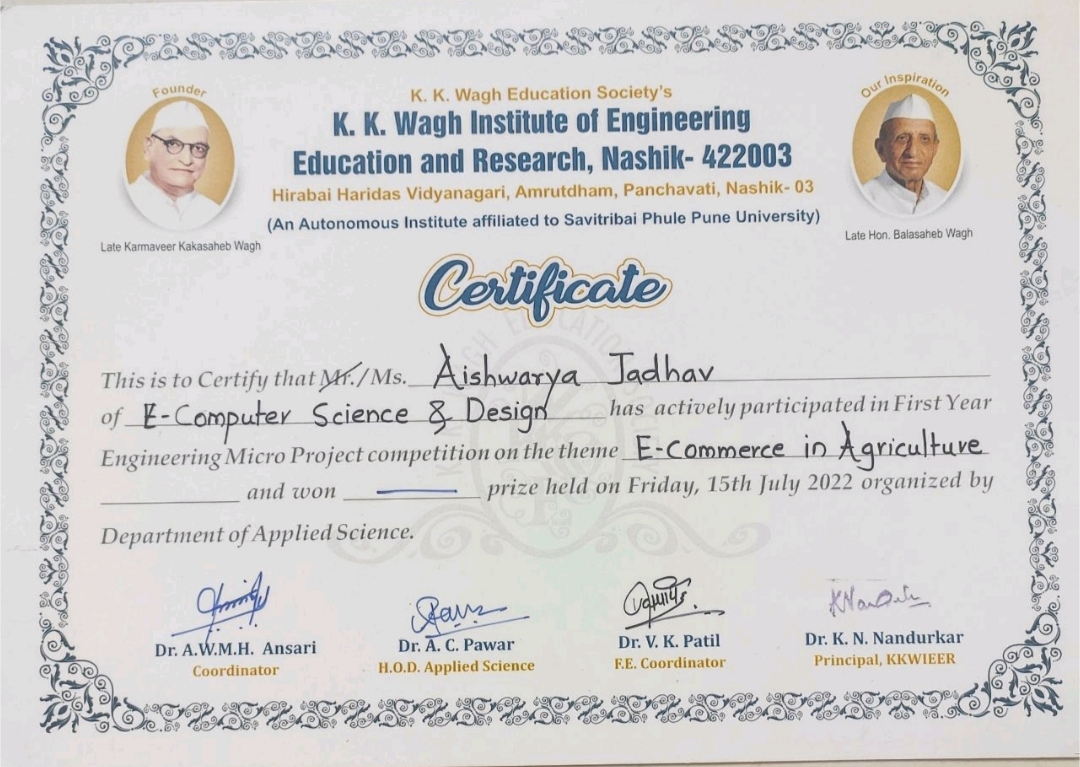 Founder
Our Inspiration
K. K. Wagh Education Society's
K. K. Wagh Institute of Engineering
Education and Research, Nashik- 422003
Hirabai Haridas Vidyanagari, Amrutdham, Panchavati, Nashik- 03
(An Autonomous Institute affiliated to Savitribai Phule Pune University)
Late Karmaveer Kakasaheb Wagh
Late Hon. Balasaheb Wagh
Certificate
This is to Certify that Mr./Ms. Aishwarya Jadhav
of E-Computer Science & Design has actively participated in First Year
Engineering Micro Project competition on the theme E-Commerce in Agriculture
and won prize held on Friday, 15th July 2022 organized by
Department of Applied Science.
Dr. A.W.M.H. Ansari
Coordinator
Dr. A. C. Pawar
H.O.D. Applied Science
Dr. V. K. Patil
F.E. Coordinator
Dr. K. N. Nandurkar
Principal, KKWIEER